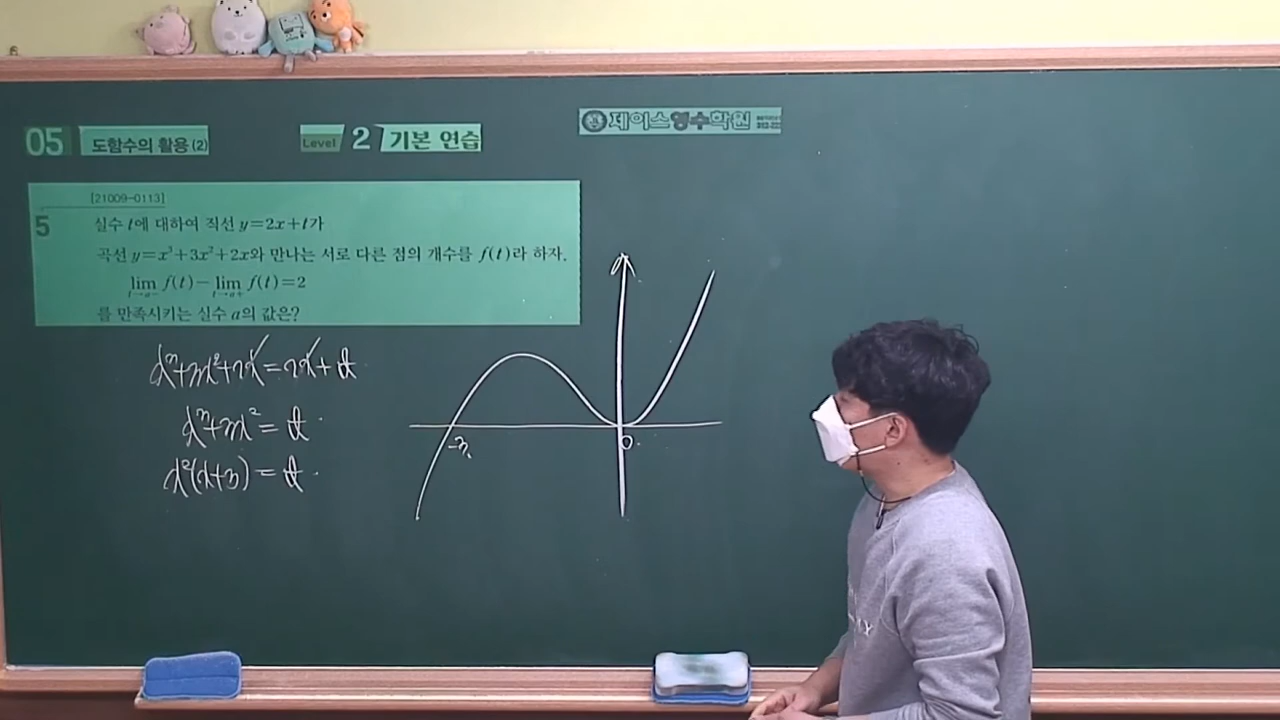 05 도함수의 활용 (2)
Level 2 기본 연습
제이스영수학원
[21009-0113]
5 실수 t에 대하여 직선 y=2x+t가
곡선 y=x³+3x²+2x와 만나는 서로 다른 점의 개수를 f(t)라 하자.
lim f(t)- lim f(t)=2
t→a- t→a+
를 만족시키는 실수 a의 값은?
x³+3x²+2x=2x+t
x³+3x²=t
x²(x+3)=t
-3
0